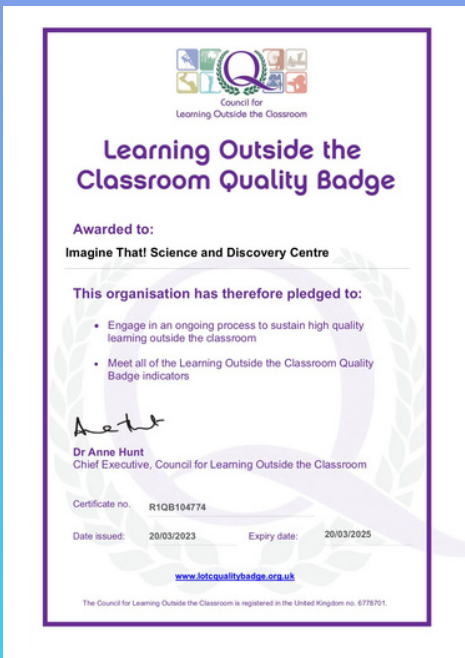 Council for
Learning Outside the Classroom
Learning Outside the
Classroom Quality Badge
Awarded to:
Imagine That! Science and Discovery Centre
This organisation has therefore pledged to:
• Engage in an ongoing process to sustain high quality
learning outside the classroom
• Meet all of the Learning Outside the Classroom Quality
Badge indicators
Dr Anne Hunt
Chief Executive, Council for Learning Outside the Classroom
Certificate no. R1QB104774
Date issued: 20/03/2023 Expiry date: 20/03/2025
www.lotcqualitybadge.org.uk
The Council for Learning Outside the Classroom is registered in the United Kingdom no. 6778701.